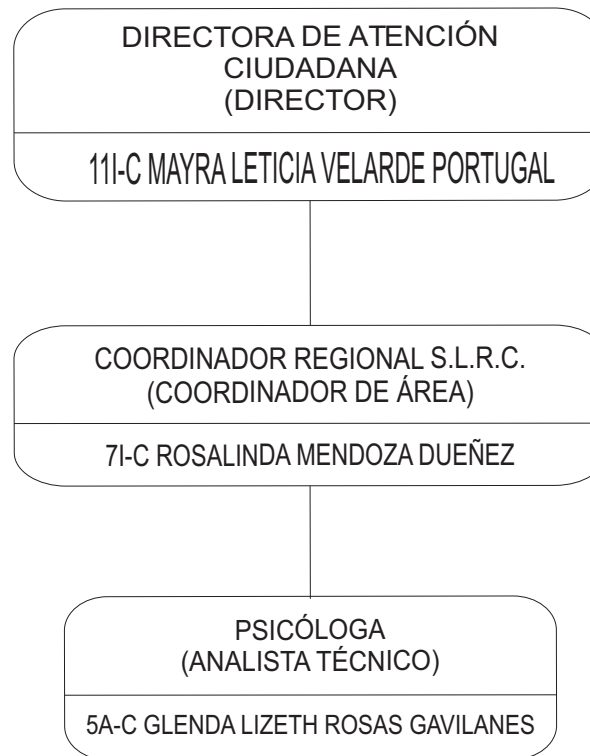 DIRECTORA DE ATENCIÓN
CIUDADANA
(DIRECTOR)
11I-C MAYRA LETICIA VELARDE PORTUGAL
COORDINADOR REGIONAL S.L.R.C.
(COORDINADOR DE ÁREA)
7I-C ROSALINDA MENDOZA DUEÑEZ
PSICÓLOGA
(ANALISTA TÉCNICO)
5A-C GLENDA LIZETH ROSAS GAVILANES